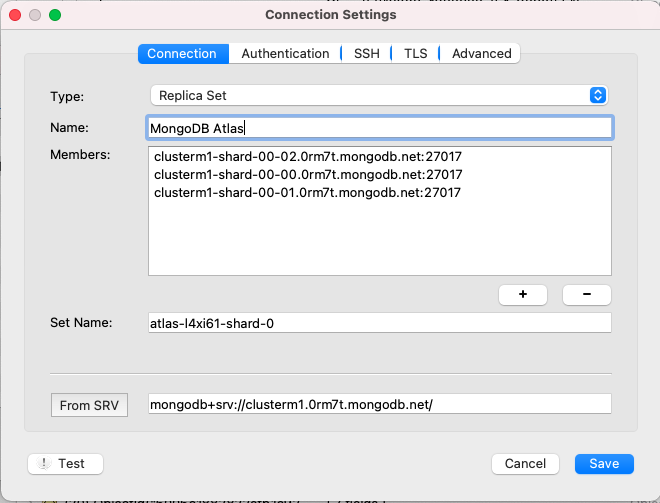 Connection Settings
Connection Authentication SSH TLS Advanced
Type: Replica Set
Name: MongoDB Atlas
Members: clusterm1-shard-00-02.0rm7t.mongodb.net:27017
clusterm1-shard-00-00.0rm7t.mongodb.net:27017
clusterm1-shard-00-01.0rm7t.mongodb.net:27017
+ −
Set Name: atlas-l4xi61-shard-0
From SRV mongodb+srv://clusterm1.0rm7t.mongodb.net/
! Test Cancel Save